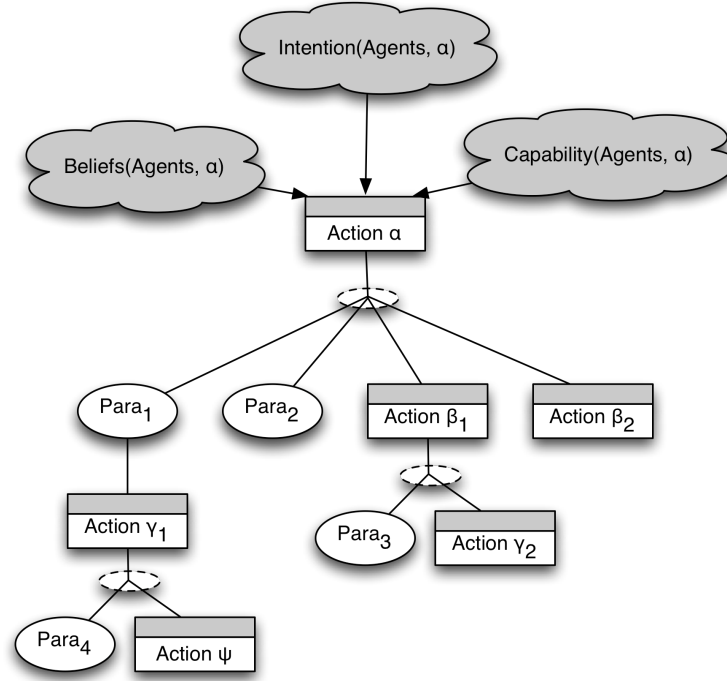 Intention(Agents, α)
Beliefs(Agents, α)
Capability(Agents, α)
Action α
Para₁
Para₂
Action β₁
Action β₂
Action γ₁
Para₃
Action γ₂
Para₄
Action ψ